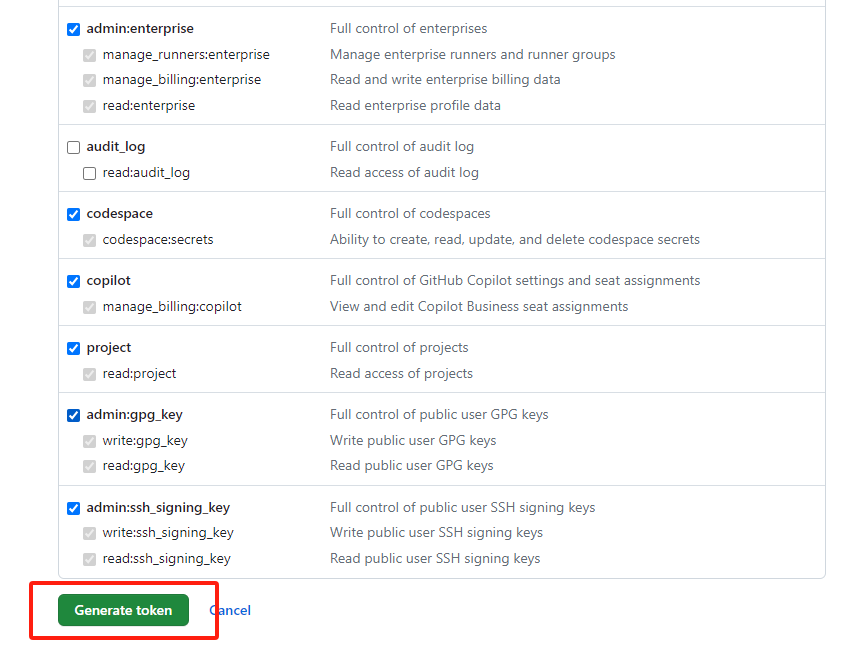 admin:enterprise Full control of enterprises
manage_runners:enterprise Manage enterprise runners and runner groups
manage_billing:enterprise Read and write enterprise billing data
read:enterprise Read enterprise profile data
audit_log Full control of audit log
read:audit_log Read access of audit log
codespace Full control of codespaces
codespace:secrets Ability to create, read, update, and delete codespace secrets
copilot Full control of GitHub Copilot settings and seat assignments
manage_billing:copilot View and edit Copilot Business seat assignments
project Full control of projects
read:project Read access of projects
admin:gpg_key Full control of public user GPG keys
write:gpg_key Write public user GPG keys
read:gpg_key Read public user GPG keys
admin:ssh_signing_key Full control of public user SSH signing keys
write:ssh_signing_key Write public user SSH signing keys
read:ssh_signing_key Read public user SSH signing keys
Generate token Cancel